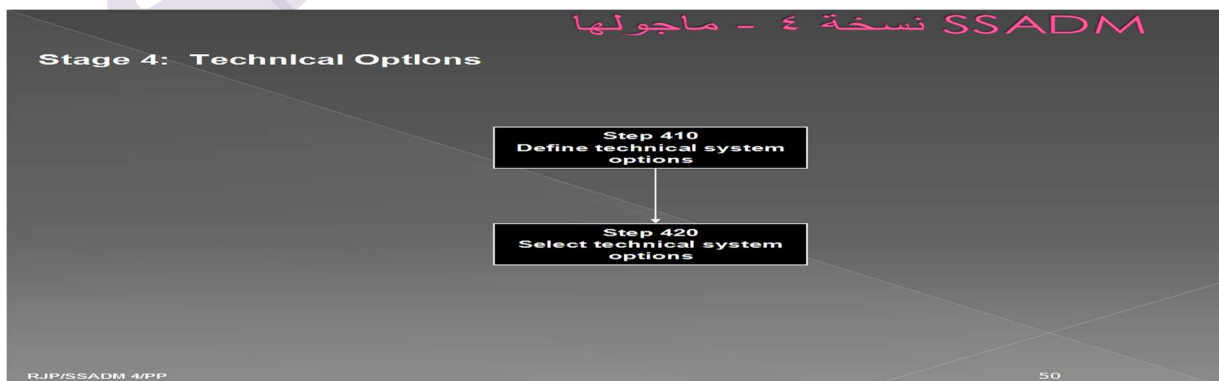 SSADM نسخة ٤ - ماجولها
Stage 4: Technical Options
Step 410
Define technical system
options
Step 420
Select technical system
options
RJP/SSADM 4/PP
50